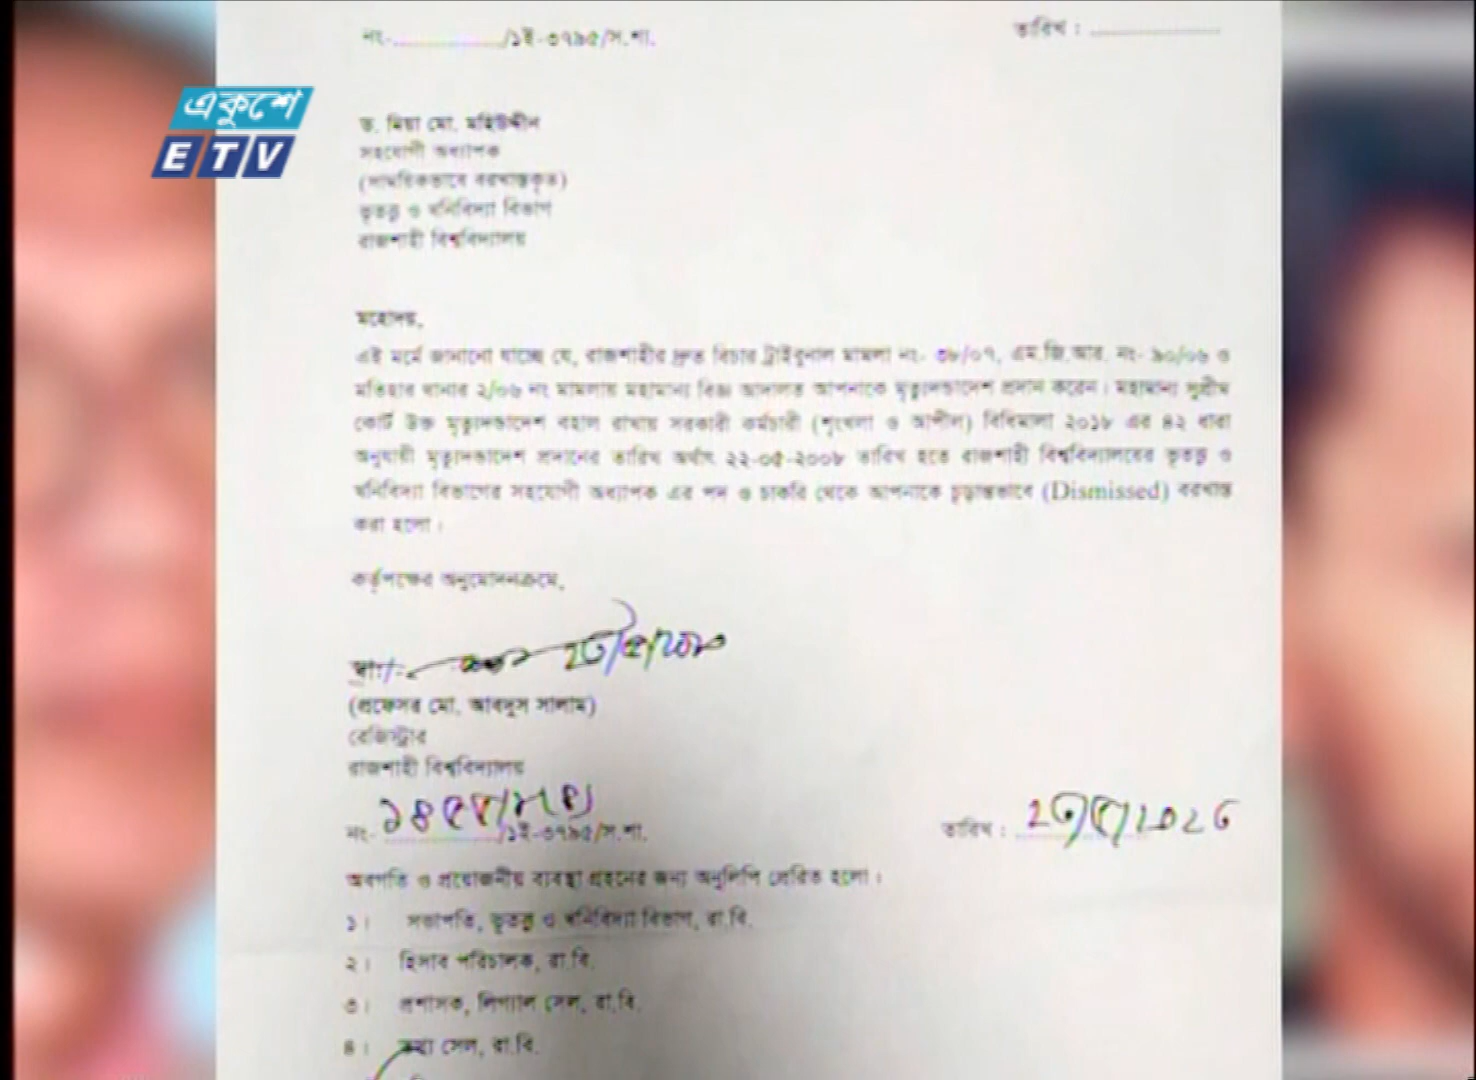 নং-............/১ই-৩৭৯৫/স.শা.
তারিখ : ..............
একুশে
ETV
ড. মিয়া মো. মহিউদ্দীন
সহযোগী অধ্যাপক
(সাময়িকভাবে বরখাস্তকৃত)
ভূতত্ত্ব ও খনিবিদ্যা বিভাগ
রাজশাহী বিশ্ববিদ্যালয়
মহোদয়,
এই মর্মে জানানো যাচ্ছে যে, রাজশাহীর দ্রুত বিচার ট্রাইবুনাল মামলা নং- ৩৮/০৭, এম.জি.আর. নং- ৯০/০৬ ও
মতিহার থানার ২/০৬ নং মামলায় মহামান্য বিজ্ঞ আদালত আপনাকে মৃত্যুদন্ডাদেশ প্রদান করেন। মহামান্য সুপ্রীম
কোর্ট উক্ত মৃত্যুদন্ডাদেশ বহাল রাখায় সরকারী কর্মচারী (শৃংখলা ও আপীল) বিধিমালা ২০১৮ এর ৪২ ধারা
অনুযায়ী মৃত্যুদন্ডাদেশ প্রদানের তারিখ অর্থাৎ ২২-০৫-২০০৮ তারিখ হতে রাজশাহী বিশ্ববিদ্যালয়ের ভূতত্ত্ব ও
খনিবিদ্যা বিভাগের সহযোগী অধ্যাপক এর পদ ও চাকরি থেকে আপনাকে চূড়ান্তভাবে (Dismissed) বরখাস্ত
করা হলো।
কর্তৃপক্ষের অনুমোদনক্রমে,
স্বা:/-
(প্রফেসর মো. আবদুস সালাম)
রেজিস্ট্রার
রাজশাহী বিশ্ববিদ্যালয়
নং- /১ই-৩৭৯৫/স.শা.
তারিখ :
অবগতি ও প্রয়োজনীয় ব্যবস্থা গ্রহনের জন্য অনুলিপি প্রেরিত হলো।
১। সভাপতি, ভূতত্ত্ব ও খনিবিদ্যা বিভাগ, রা.বি.
২। হিসাব পরিচালক, রা.বি.
৩। প্রশাসক, লিগ্যাল সেল, রা.বি.
৪। তথ্য সেল, রা.বি.